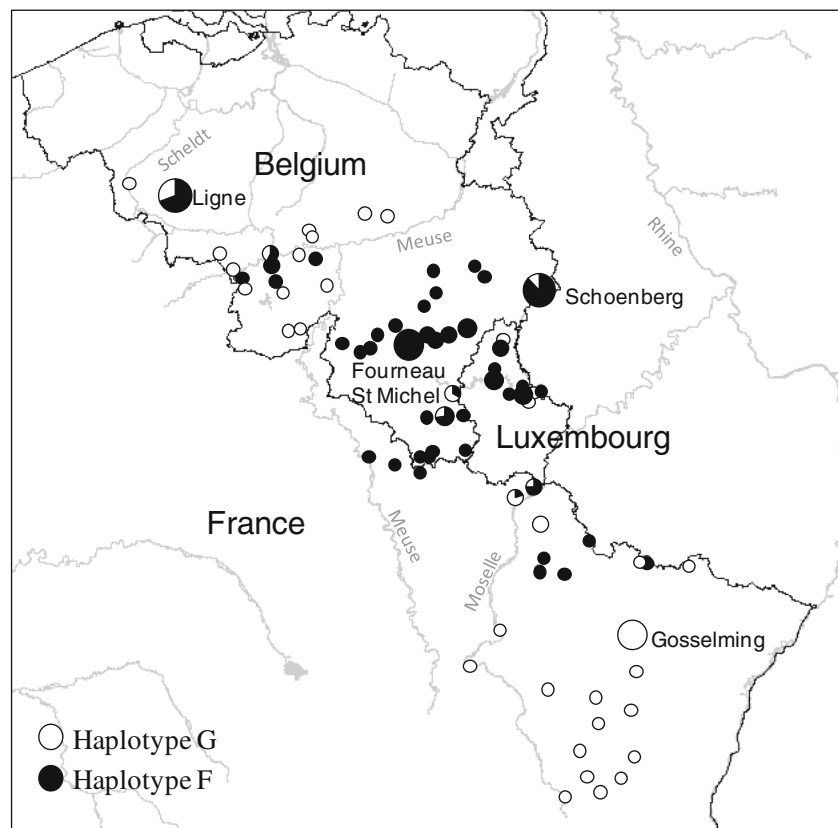 Scheldt
Belgium
Ligne
Meuse
Rhine
Schoenberg
Fourneau
St Michel
Luxembourg
France
Meuse
Moselle
Gosselming
Haplotype G
Haplotype F